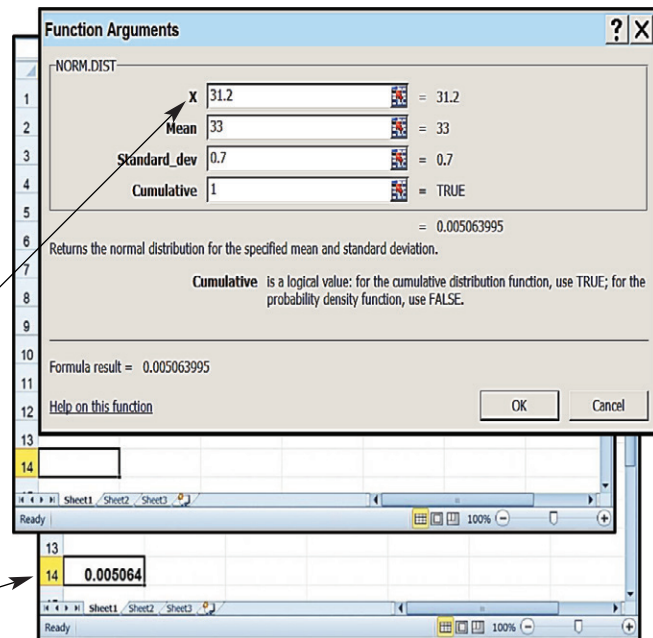 Function Arguments
? X
NORM.DIST
X 31.2 = 31.2
Mean 33 = 33
Standard_dev 0.7 = 0.7
Cumulative 1 = TRUE
= 0.005063995
Returns the normal distribution for the specified mean and standard deviation.
Cumulative is a logical value: for the cumulative distribution function, use TRUE; for the
probability density function, use FALSE.
Formula result = 0.005063995
Help on this function
OK Cancel
1
2
3
4
5
6
7
8
9
10
11
12
13
14
Sheet1 Sheet2 Sheet3
Ready 100%
13
14 0.005064
Sheet1 Sheet2 Sheet3
Ready 100%